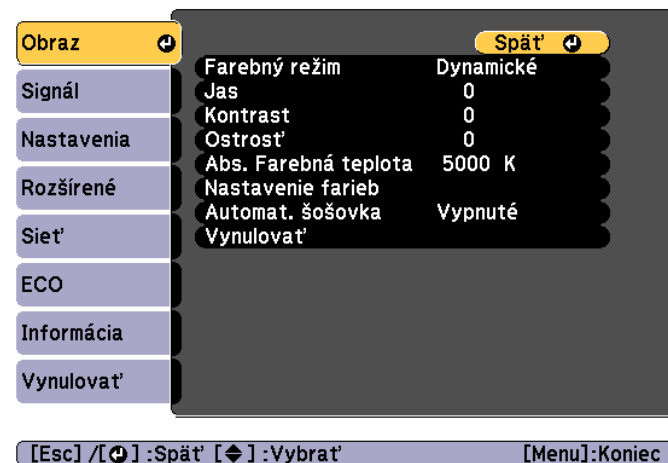 Obraz
Signál
Nastavenia
Rozšírené
Sieť
ECO
Informácia
Vynulovať
Späť
Farebný režim Dynamické
Jas 0
Kontrast 0
Ostrosť 0
Abs. Farebná teplota 5000 K
Nastavenie farieb
Automat. šošovka Vypnuté
Vynulovať
[Esc] /[ ] :Späť [ ] :Vybrať [Menu]:Koniec